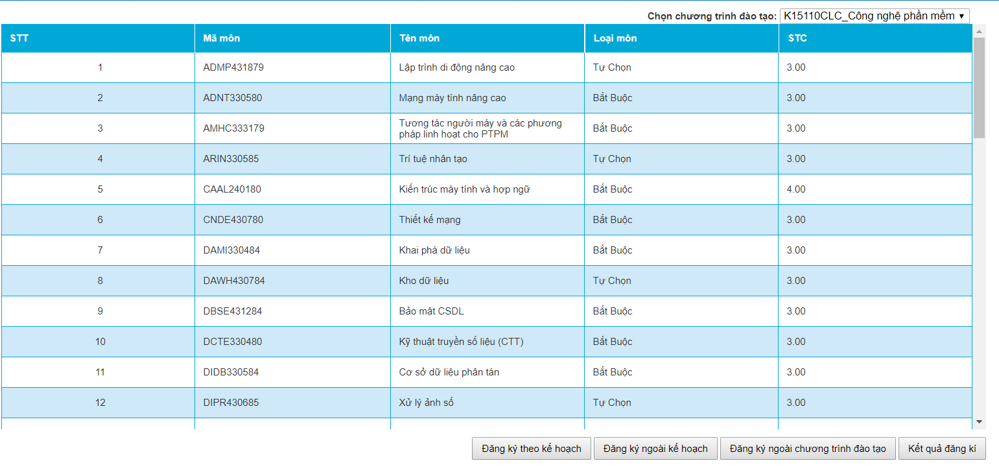 Chọn chương trình đào tạo: K15110CLC_Công nghệ phần mềm
STT Mã môn Tên môn Loại môn STC
1 ADMP431879 Lập trình di động nâng cao Tự Chọn 3.00
2 ADNT330580 Mạng máy tính nâng cao Bắt Buộc 3.00
3 AMHC333179 Tương tác người máy và các phương
pháp linh hoạt cho PTPM Bắt Buộc 3.00
4 ARIN330585 Trí tuệ nhân tạo Tự Chọn 3.00
5 CAAL240180 Kiến trúc máy tính và hợp ngữ Bắt Buộc 4.00
6 CNDE430780 Thiết kế mạng Bắt Buộc 3.00
7 DAMI330484 Khai phá dữ liệu Bắt Buộc 3.00
8 DAWH430784 Kho dữ liệu Tự Chọn 3.00
9 DBSE431284 Bảo mật CSDL Bắt Buộc 3.00
10 DCTE330480 Kỹ thuật truyền số liệu (CTT) Bắt Buộc 3.00
11 DIDB330584 Cơ sở dữ liệu phân tán Bắt Buộc 3.00
12 DIPR430685 Xử lý ảnh số Tự Chọn 3.00
Đăng ký theo kế hoạch Đăng ký ngoài kế hoạch Đăng ký ngoài chương trình đào tạo Kết quả đăng kí